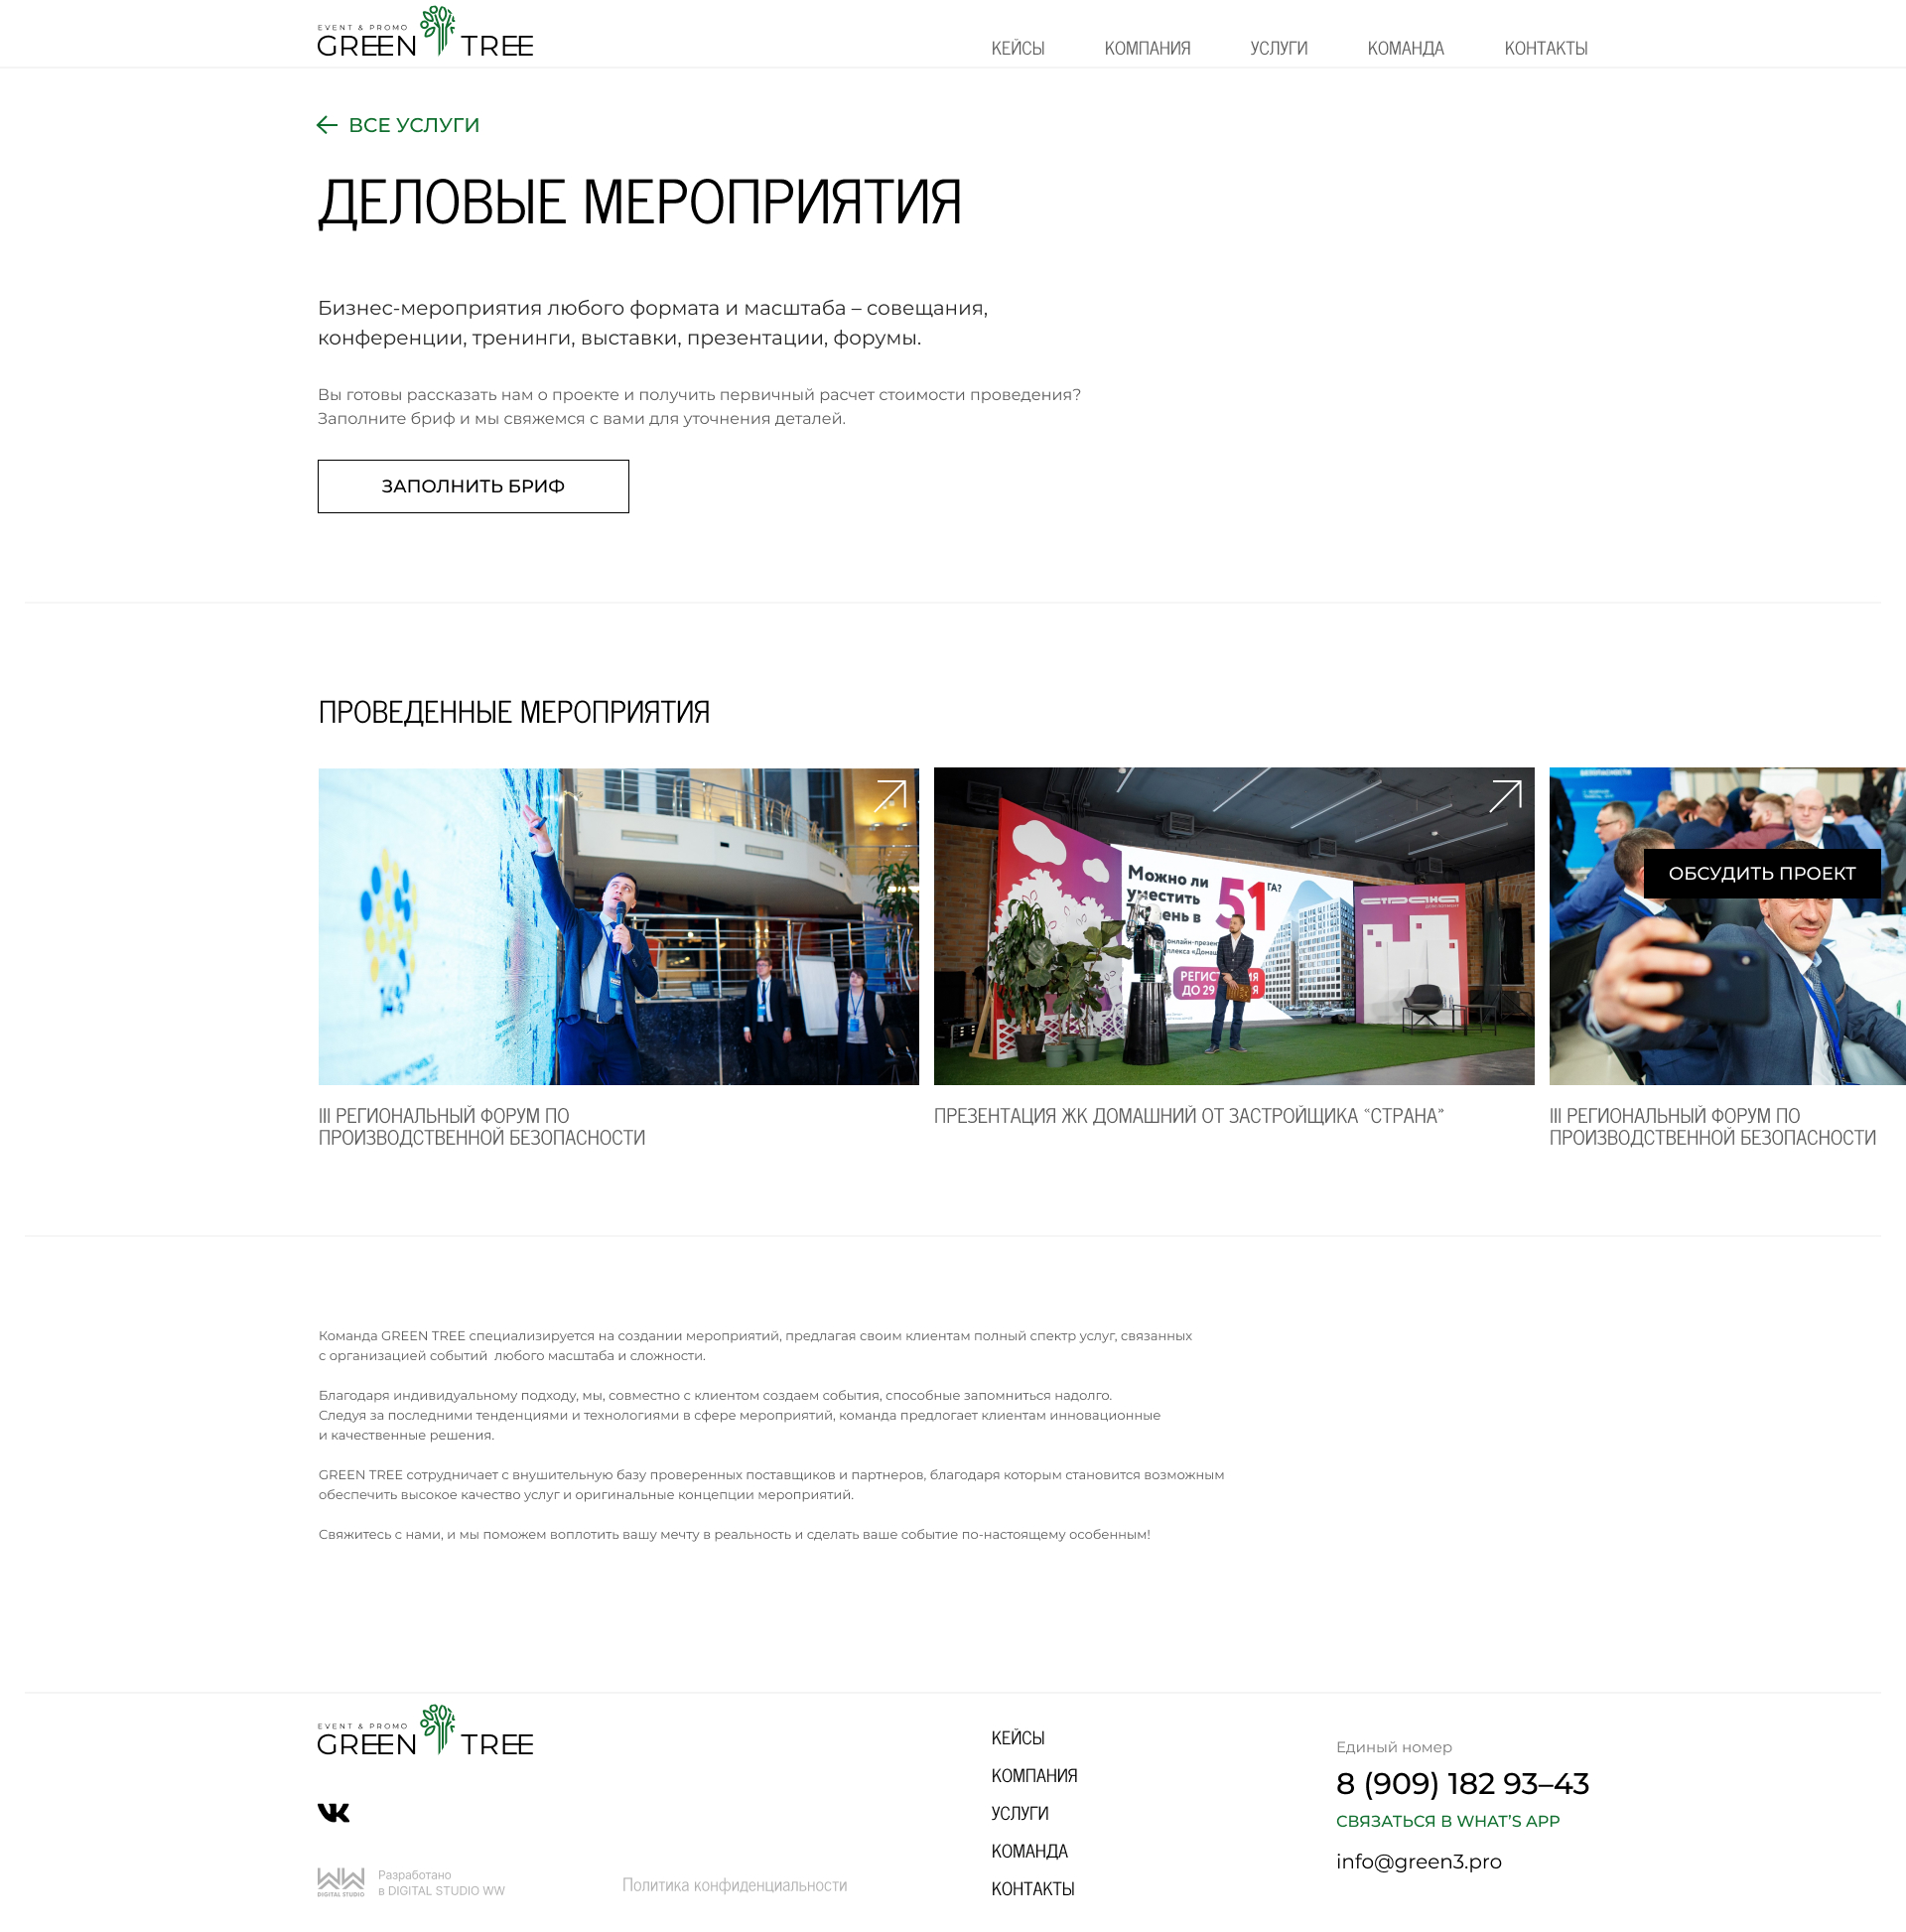 EVENT & PROMO
GREEN TREE
КЕЙСЫ
КОМПАНИЯ
УСЛУГИ
КОМАНДА
КОНТАКТЫ
ВСЕ УСЛУГИ
ДЕЛОВЫЕ МЕРОПРИЯТИЯ
Бизнес-мероприятия любого формата и масштаба – совещания,
конференции, тренинги, выставки, презентации, форумы.
Вы готовы рассказать нам о проекте и получить первичный расчет стоимости проведения?
Заполните бриф и мы свяжемся с вами для уточнения деталей.
ЗАПОЛНИТЬ БРИФ
ПРОВЕДЕННЫЕ МЕРОПРИЯТИЯ
Можно ли
уместить
в 51 ГА?
СТРАНА
ДО 29
БЕЗОПАСНОСТИ
ОБСУДИТЬ ПРОЕКТ
III РЕГИОНАЛЬНЫЙ ФОРУМ ПО
ПРОИЗВОДСТВЕННОЙ БЕЗОПАСНОСТИ
ПРЕЗЕНТАЦИЯ ЖК ДОМАШНИЙ ОТ ЗАСТРОЙЩИКА “СТРАНА”
III РЕГИОНАЛЬНЫЙ ФОРУМ ПО
ПРОИЗВОДСТВЕННОЙ БЕЗОПАСНОСТИ
Команда GREEN TREE специализируется на создании мероприятий, предлагая своим клиентам полный спектр услуг, связанных
с организацией событий любого масштаба и сложности.
Благодаря индивидуальному подходу, мы, совместно с клиентом создаем события, способные запомниться надолго.
Следуя за последними тенденциями и технологиями в сфере мероприятий, команда предлогает клиентам инновационные
и качественные решения.
GREEN TREE сотрудничает с внушительную базу проверенных поставщиков и партнеров, благодаря которым становится возможным
обеспечить высокое качество услуг и оригинальные концепции мероприятий.
Свяжитесь с нами, и мы поможем воплотить вашу мечту в реальность и сделать ваше событие по-настоящему особенным!
EVENT & PROMO
GREEN TREE
DIGITAL STUDIO
Разработано
в DIGITAL STUDIO WW
Политика конфиденциальности
КЕЙСЫ
КОМПАНИЯ
УСЛУГИ
КОМАНДА
КОНТАКТЫ
Единый номер
8 (909) 182 93–43
СВЯЗАТЬСЯ В WHAT’S APP
info@green3.pro